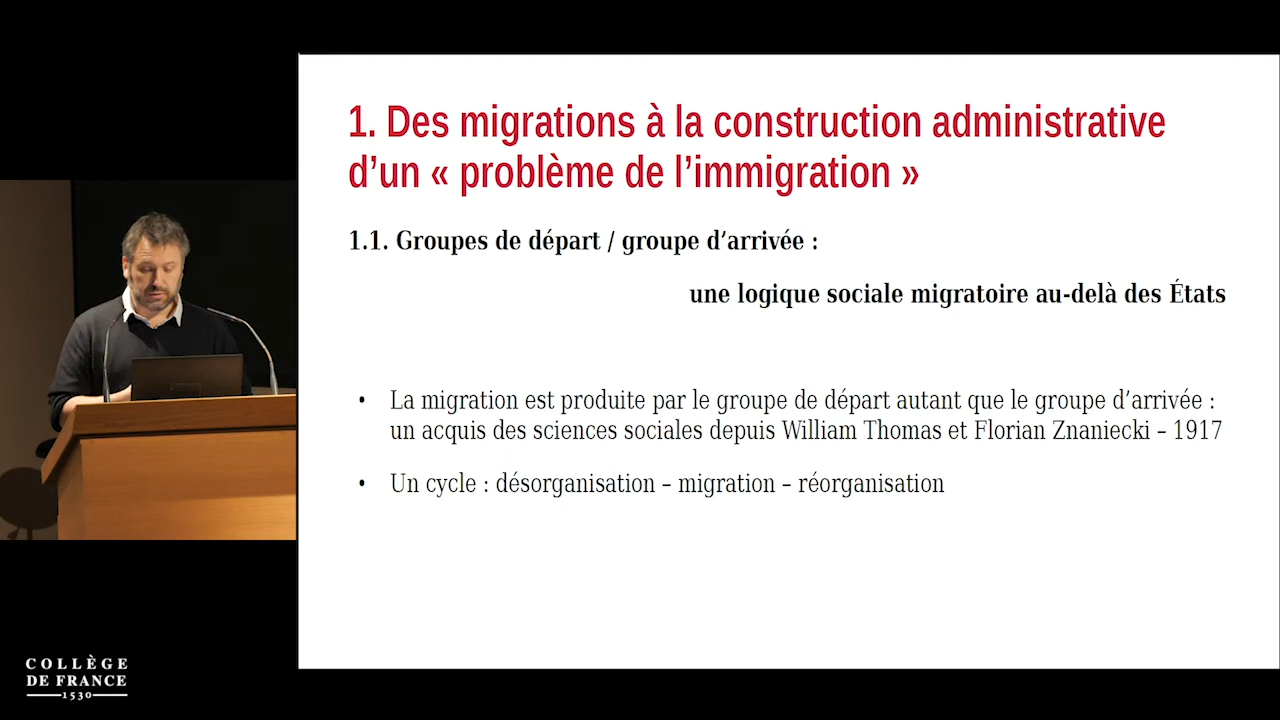 1. Des migrations à la construction administrative
d’un « problème de l’immigration »
1.1. Groupes de départ / groupe d’arrivée :
une logique sociale migratoire au-delà des États
• La migration est produite par le groupe de départ autant que le groupe d’arrivée :
un acquis des sciences sociales depuis William Thomas et Florian Znaniecki – 1917
• Un cycle : désorganisation – migration – réorganisation
COLLÈGE
DE FRANCE
1530